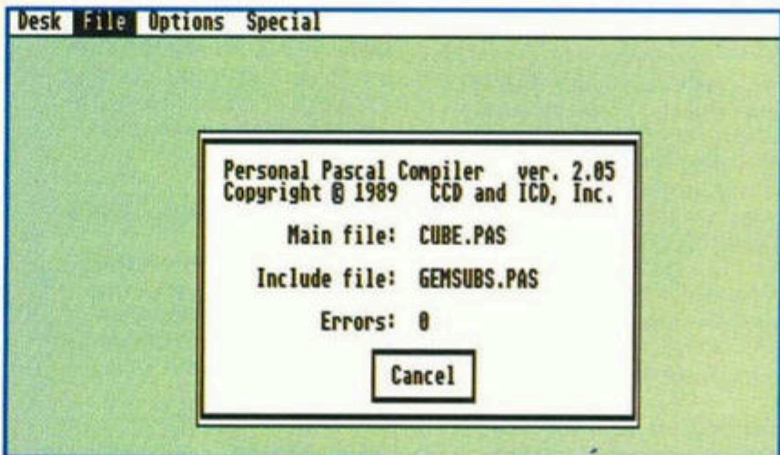 Desk File Options Special
Personal Pascal Compiler ver. 2.05
Copyright © 1989 CCD and ICD, Inc.
Main file: CUBE.PAS
Include file: GEMSUBS.PAS
Errors: 0
Cancel